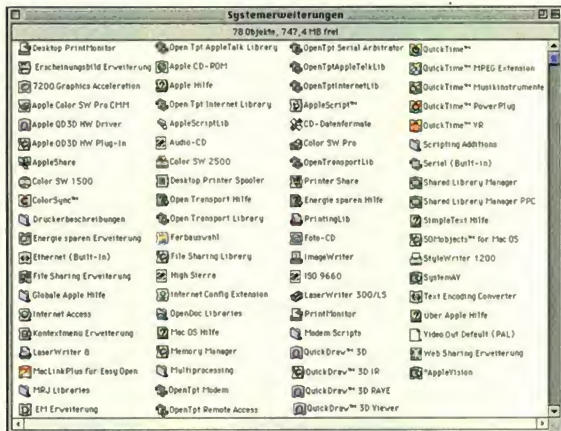 Systemerweiterungen
78 Objekte, 747,4 MB frei
Desktop PrintMonitor
Erscheinungsbild Erweiterung
7200 Graphics Acceleration
Apple Color SW Pro CMM
Apple QD3D HW Driver
Apple QD3D HW Plug-In
AppleShare
Color SW 1500
ColorSync™
Druckerbeschreibungen
Energie sparen Erweiterung
Ethernet (Built-In)
File Sharing Erweiterung
Globale Apple Hilfe
Internet Access
Kontextmenü Erweiterung
LaserWriter 8
MacLinkPlus für Easy Open
MRJ Libraries
EM Erweiterung
Open Tpt AppleTalk Library
Apple CD-ROM
Apple Hilfe
Open Tpt Internet Library
AppleScriptLib
Audio-CD
Color SW 2500
Desktop Printer Spooler
Open Transport Hilfe
Open Transport Library
Farbauswahl
File Sharing Library
High Sierra
Internet Config Extension
OpenDoc Libraries
Mac OS Hilfe
Memory Manager
Multiprocessing
OpenTpt Modem
OpenTpt Remote Access
OpenTpt Serial Arbitrator
OpenTptAppleTalkLib
OpenTptInternetLib
AppleScript™
CD-Datenformate
Color SW Pro
OpenTransportLib
Printer Share
Energie sparen Hilfe
PrintingLib
Foto-CD
ImageWriter
ISO 9660
LaserWriter 300/LS
PrintMonitor
Modem Scripts
QuickDraw™ 3D
QuickDraw™ 3D IR
QuickDraw™ 3D RAVE
QuickDraw™ 3D Viewer
QuickTime™
QuickTime™ MPEG Extension
QuickTime™ Musikinstrumente
QuickTime™ PowerPlug
QuickTime™ VR
Scripting Additions
Serial (Built-in)
Shared Library Manager
Shared Library Manager PPC
SimpleText Hilfe
SOMobjects™ for Mac OS
StyleWriter 1200
SystemAV
Text Encoding Converter
Über Apple Hilfe
Video Out Default (PAL)
Web Sharing Erweiterung
°AppleVision